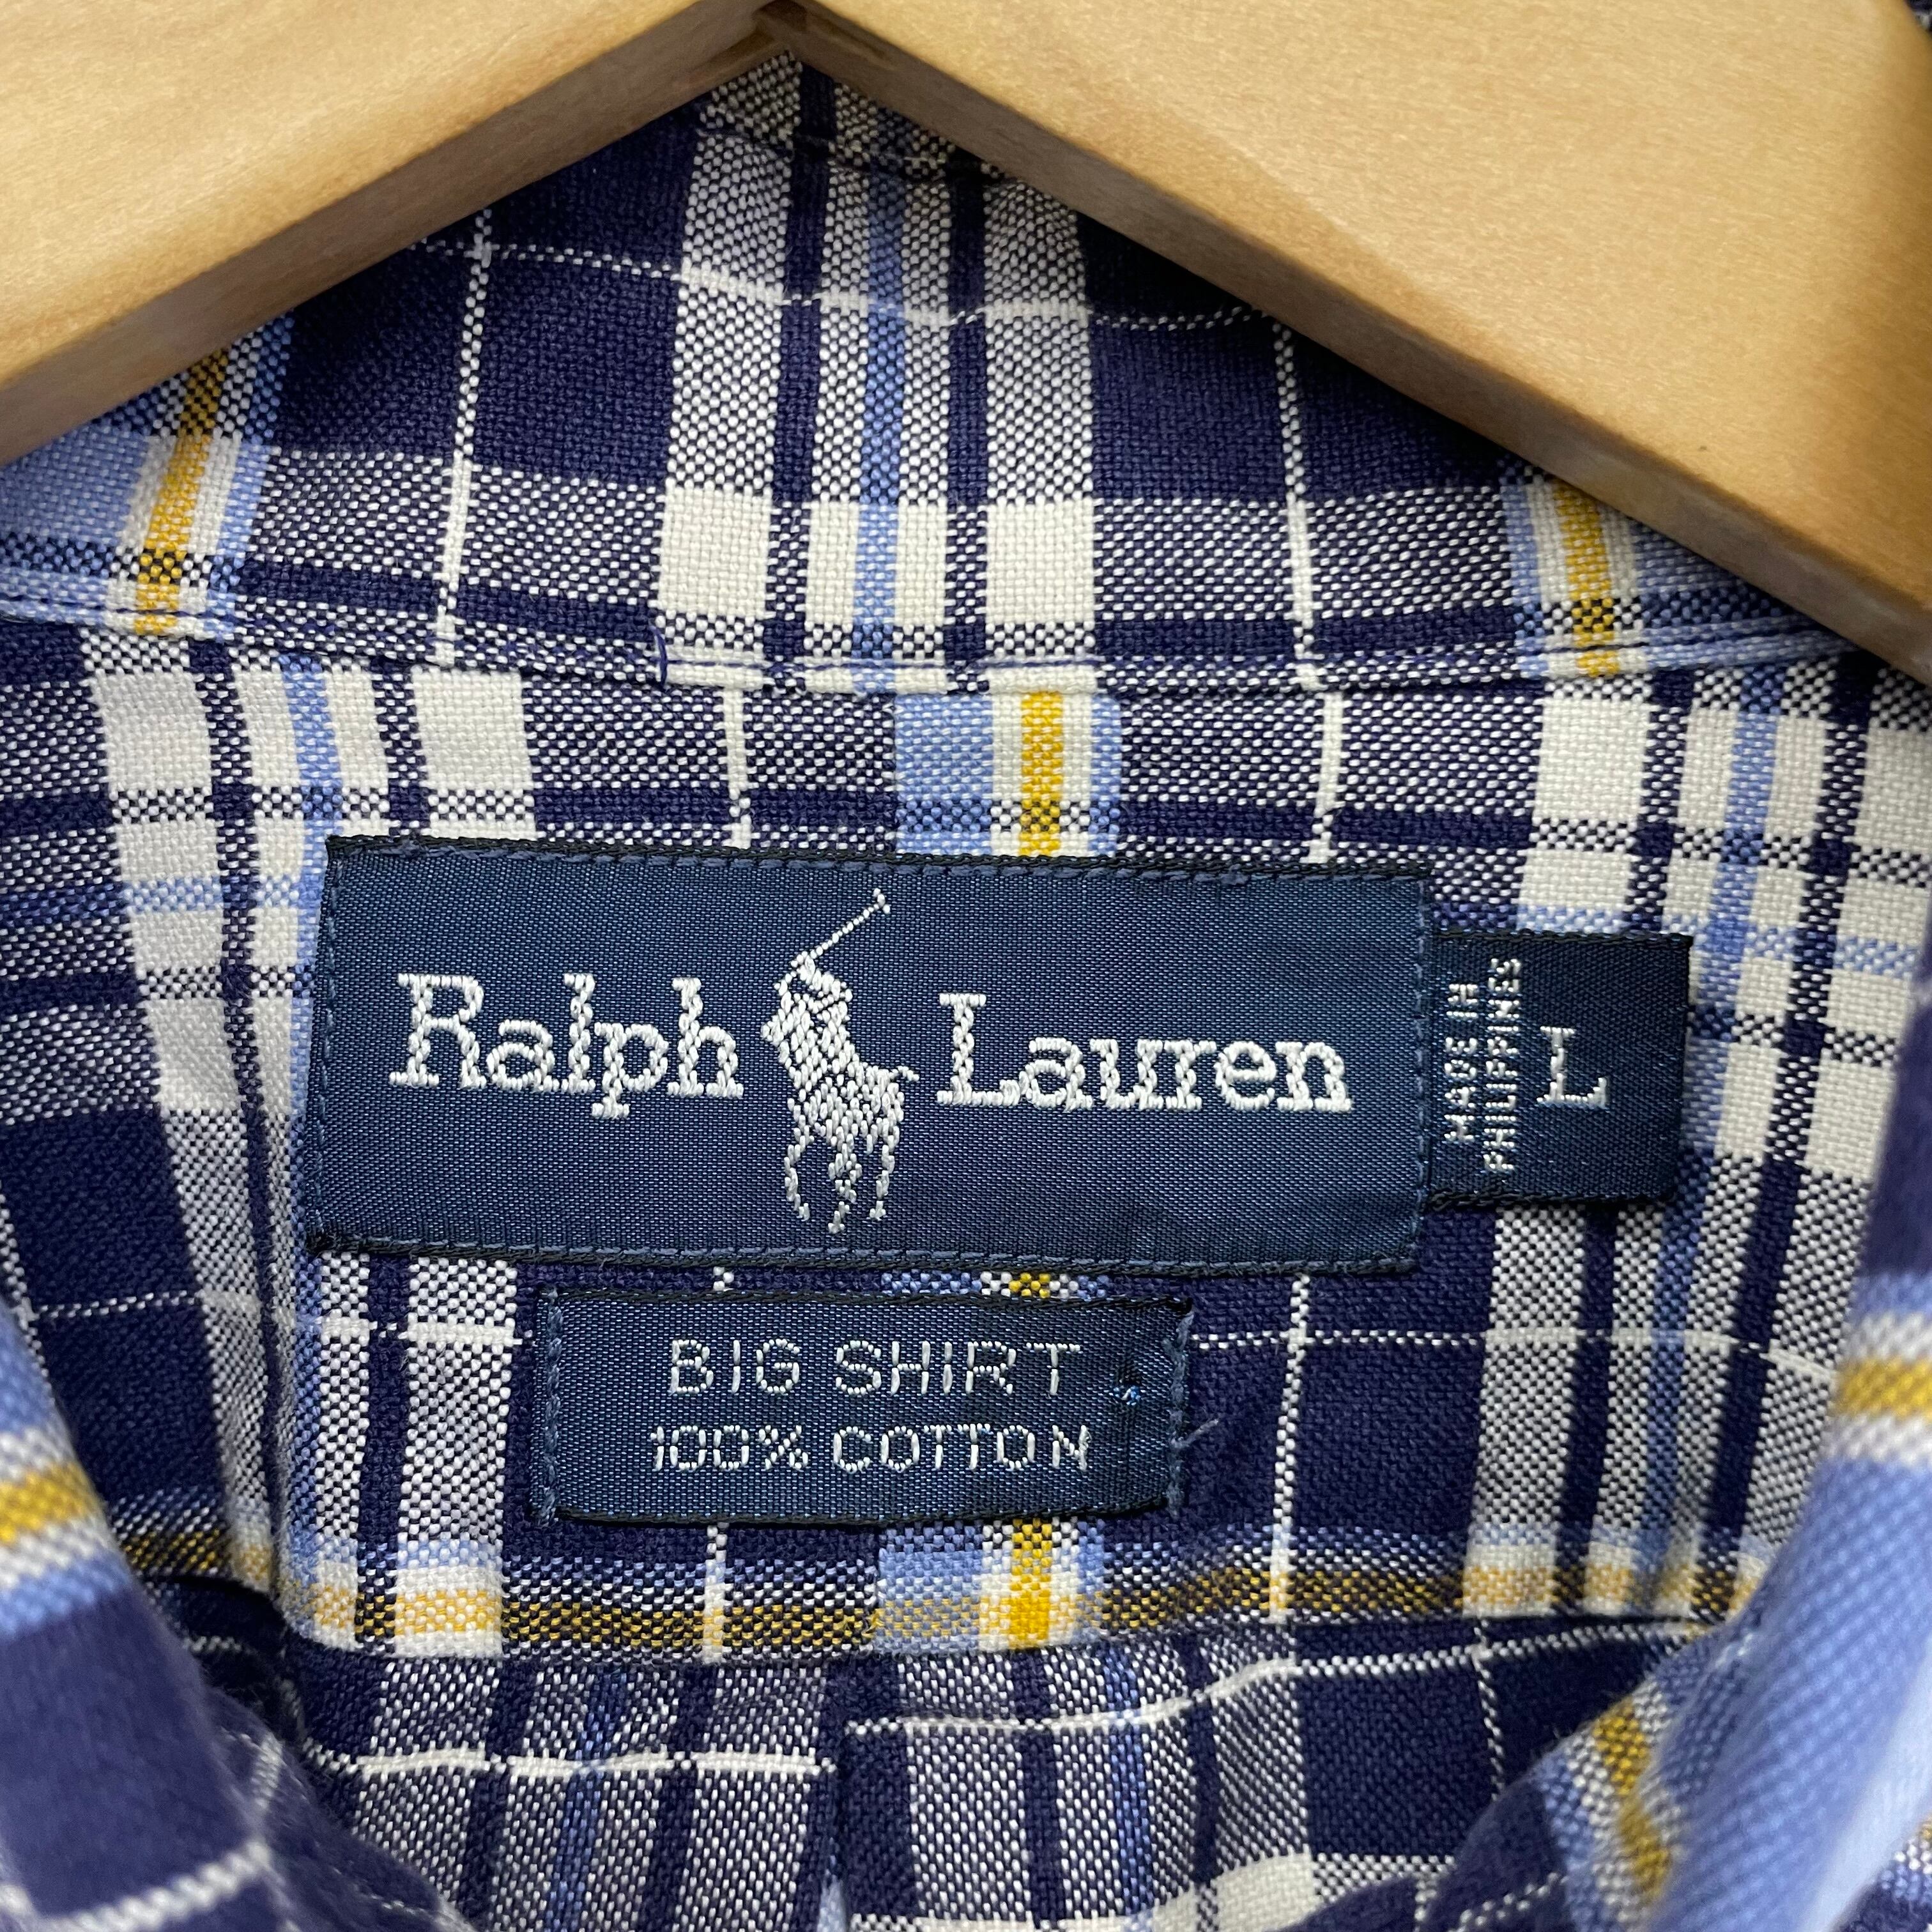 Ralph Lauren
MADE IN
PHILIPPINES
L
BIG SHIRT
100% COTTON